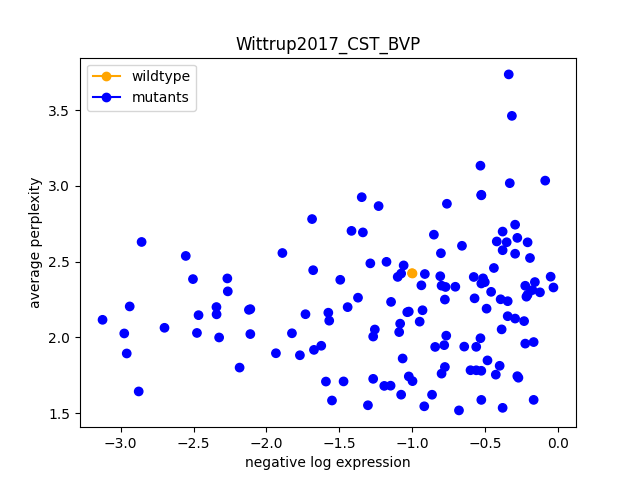 Wittrup2017_CST_BVP
wildtype
mutants
average perplexity
3.5
3.0
2.5
2.0
1.5
−3.0 −2.5 −2.0 −1.5 −1.0 −0.5 0.0
negative log expression